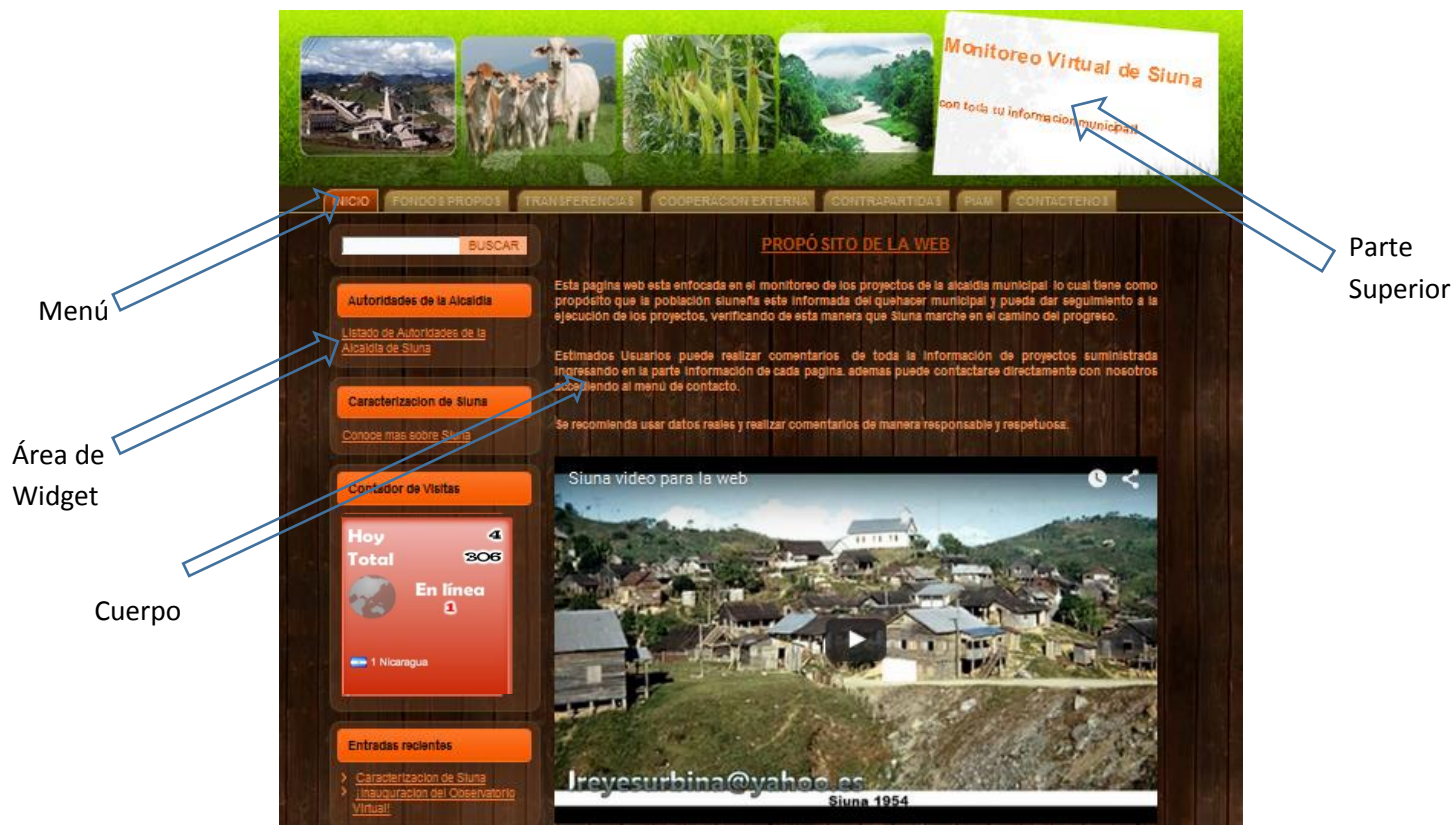 Monitoreo Virtual de Siuna
con toda tu informacion municipal!
INICIO FONDOS PROPIOS TRANSFERENCIAS COOPERACION EXTERNA CONTRAPARTIDAS PIAM CONTACTENOS
Parte
Superior
Menú
Área de
Widget
Cuerpo
BUSCAR
Autoridades de la Alcaldia
Listado de Autoridades de la
Alcaldia de Siuna
Caracterizacion de Siuna
Conoce mas sobre Siuna
Contador de Visitas
Hoy 4
Total 306
En línea
1
1 Nicaragua
Entradas recientes
Caracterizacion de Siuna
¡Inauguracion del Observatorio
Virtual!
PROPÓSITO DE LA WEB
Esta pagina web esta enfocada en el monitoreo de los proyectos de la alcaldia municipal lo cual tiene como
propósito que la población siuneña este informada del quehacer municipal y pueda dar seguimiento a la
ejecución de los proyectos, verificando de esta manera que Siuna marche en el camino del progreso.
Estimados Usuarios puede realizar comentarios de toda la información de proyectos suministrada
ingresando en la parte información de cada pagina. ademas puede contactarse directamente con nosotros
accediendo al menú de contacto.
Se recomienda usar datos reales y realizar comentarios de manera responsable y respetuosa.
Siuna video para la web
lreyesurbina@yahoo.es
Siuna 1954